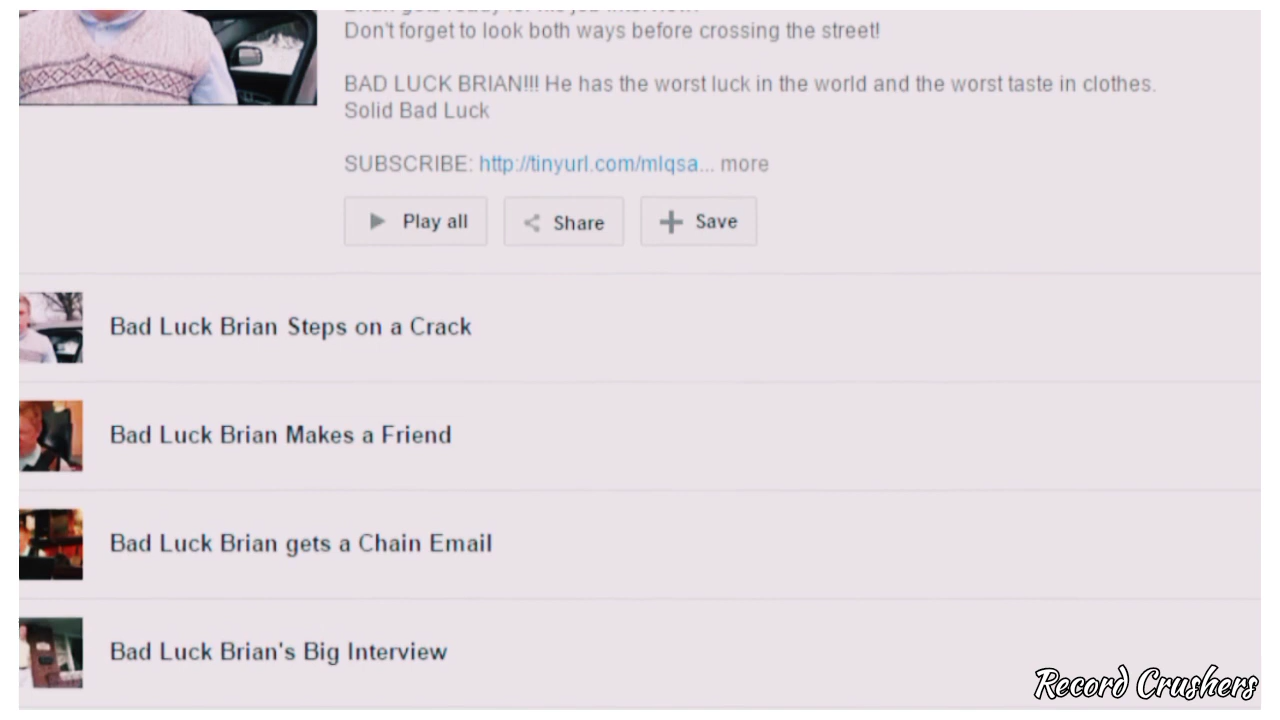 Don't forget to look both ways before crossing the street!
BAD LUCK BRIAN!!! He has the worst luck in the world and the worst taste in clothes.
Solid Bad Luck
SUBSCRIBE: http://tinyurl.com/mlqsa... more
Play all
Share
Save
Bad Luck Brian Steps on a Crack
Bad Luck Brian Makes a Friend
Bad Luck Brian gets a Chain Email
Bad Luck Brian's Big Interview
Record Crushers